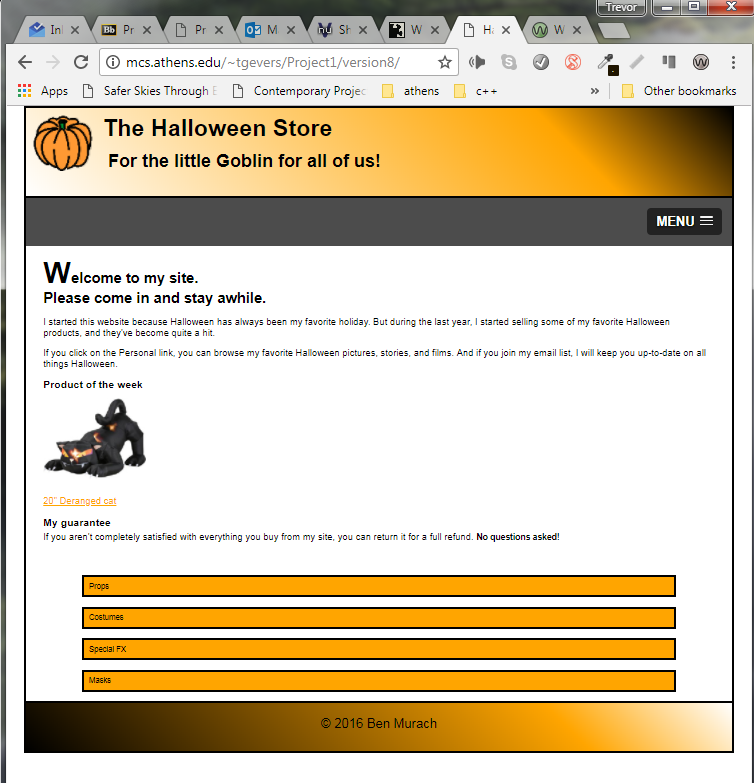 Trevor
Inl
Bb Pr
Pr
M
nu Sh
W
Ha
W
mcs.athens.edu/~tgevers/Project1/version8/
Apps
Safer Skies Through E
Contemporary Projec
athens
c++
»
Other bookmarks
The Halloween Store
For the little Goblin for all of us!
MENU
Welcome to my site.
Please come in and stay awhile.
I started this website because Halloween has always been my favorite holiday. But during the last year, I started selling some of my favorite Halloween
products, and they've become quite a hit.
If you click on the Personal link, you can browse my favorite Halloween pictures, stories, and films. And if you join my email list, I will keep you up-to-date on all
things Halloween.
Product of the week
20" Deranged cat
My guarantee
If you aren't completely satisfied with everything you buy from my site, you can return it for a full refund. No questions asked!
Props
Costumes
Special FX
Masks
© 2016 Ben Murach